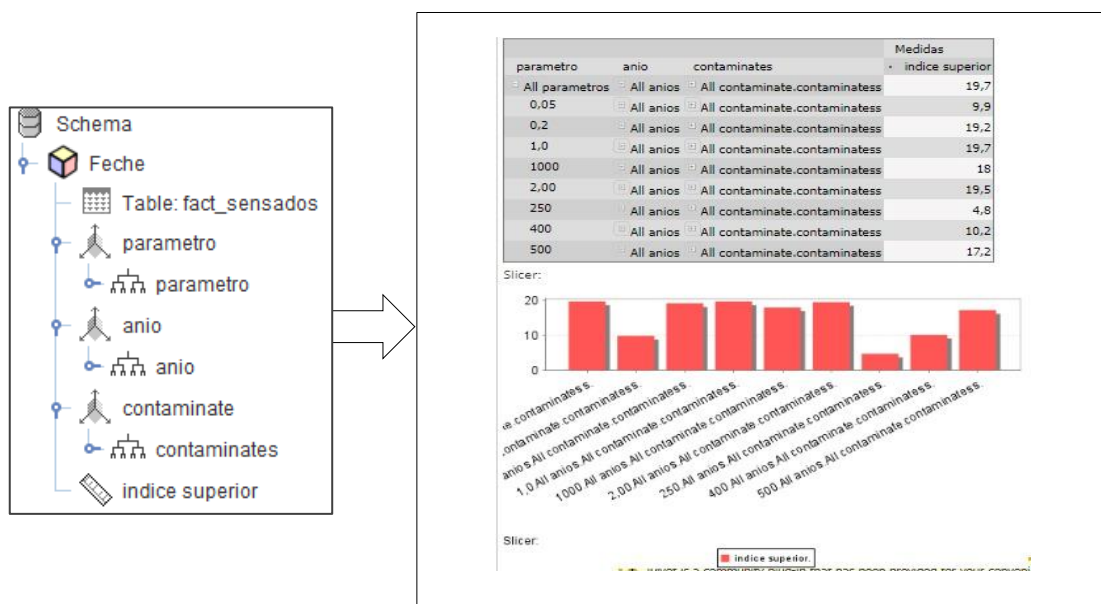 Schema
Feche
Table: fact_sensados
parametro
parametro
anio
anio
contaminate
contaminates
indice superior
Medidas
parametro anio contaminates indice superior
All parametros All anios All contaminate.contaminatess 19,7
0,05 All anios All contaminate.contaminatess 9,9
0,2 All anios All contaminate.contaminatess 19,2
1,0 All anios All contaminate.contaminatess 19,7
1000 All anios All contaminate.contaminatess 18
2,00 All anios All contaminate.contaminatess 19,5
250 All anios All contaminate.contaminatess 4,8
400 All anios All contaminate.contaminatess 10,2
500 All anios All contaminate.contaminatess 17,2
Slicer:
20
10
0
contaminatess.
contaminate.contaminatess.
anios.All contaminate.contaminatess.
1,0.All anios.All contaminate.contaminatess.
1000.All anios.All contaminate.contaminatess.
2,00.All anios.All contaminate.contaminatess.
250.All anios.All contaminate.contaminatess.
400.All anios.All contaminate.contaminatess.
500.All anios.All contaminate.contaminatess.
Slicer:
indice superior.